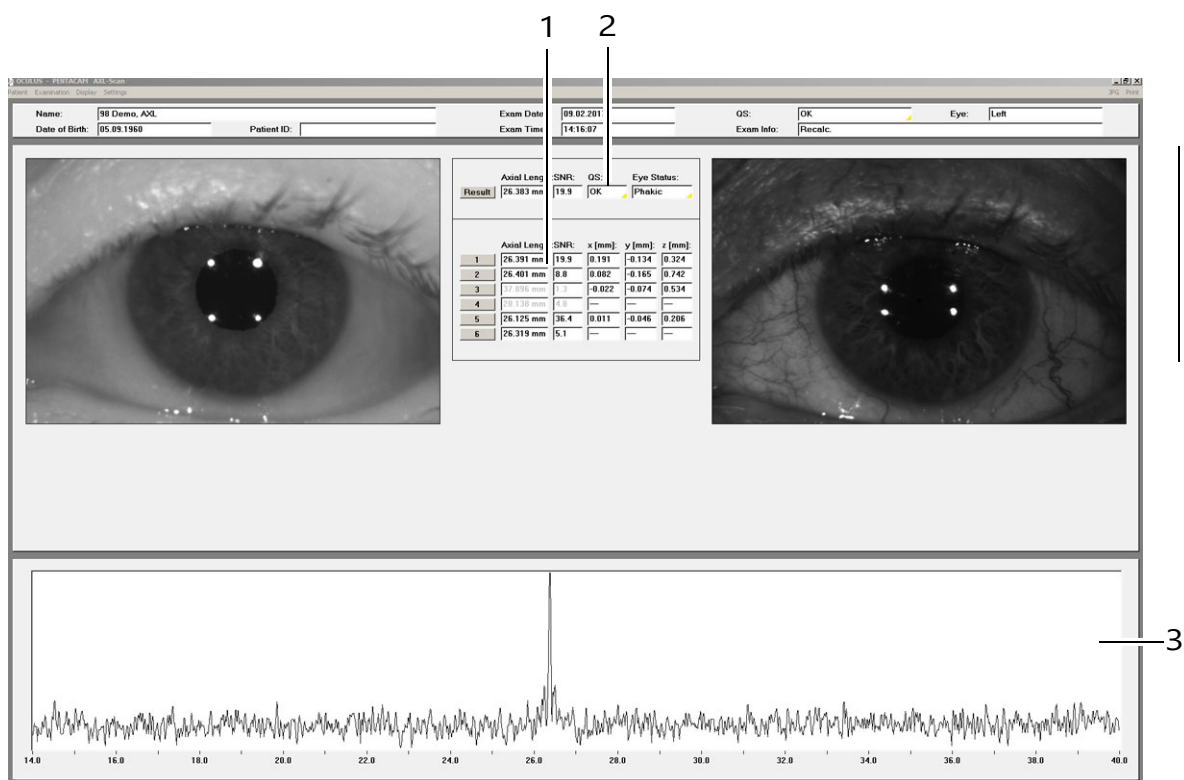 1 2
OCULUS - PENTACAM AXL-Scan
Patient Examination Display Settings JPG Print
Name: 98 Demo, AXL Exam Date 09.02.201 QS: OK Eye: Left
Date of Birth: 05.09.1960 Patient ID: Exam Time 14:16:07 Exam Info: Recalc.
Axial Leng SNR: QS: Eye Status:
Result 26.383 mm 19.9 OK Phakic
Axial Leng SNR: x [mm]: y [mm]: z [mm]:
1 26.391 mm 19.9 0.191 -0.134 0.324
2 26.401 mm 8.8 0.082 -0.165 0.742
3 37.896 mm 1.3 -0.022 -0.074 0.534
4 28.138 mm 4.8 — — —
5 26.125 mm 36.4 0.011 -0.046 0.206
6 26.319 mm 5.1 — — —
3
14.0 16.0 18.0 20.0 22.0 24.0 26.0 28.0 30.0 32.0 34.0 36.0 38.0 40.0